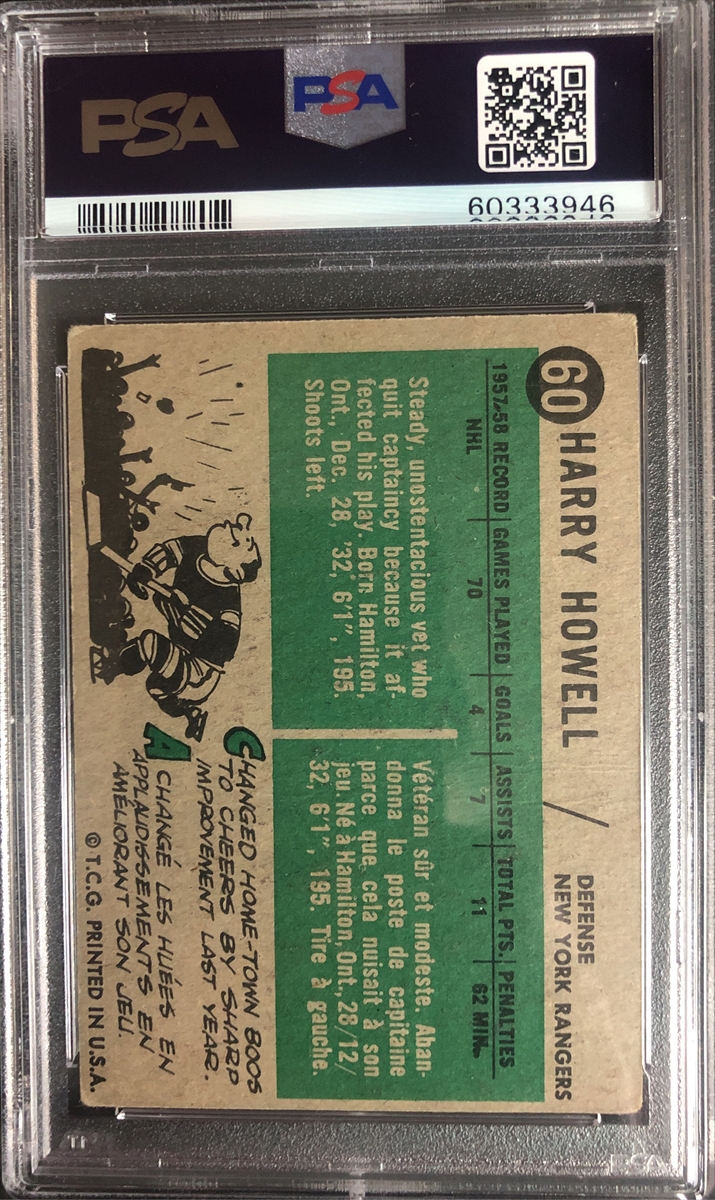 PSA
PSA
60333946
60
HARRY HOWELL
/
DEFENSE
NEW YORK RANGERS
1957-58 RECORD GAMES PLAYED GOALS ASSISTS TOTAL PTS. PENALTIES
NHL 70 4 7 11 62 MIN.
Steady, unostentacious yet who
quit captaincy because it af-
fected his play. Born Hamilton,
Ont., Dec. 28, '32, 6'1", 195.
Shoots left.
Vétéran sûr et modeste. Aban-
donna le poste de capitaine
parce que cela nuisait à son
jeu. Né à Hamilton, Ont., 28/12/
32, 6'1", 195. Tire à gauche.
CHANGED HOME-TOWN BOOS
TO CHEERS BY SHARP
IMPROVEMENT LAST YEAR.
A CHANGÉ LES HUÉES EN
APPLAUDISSEMENTS EN
AMÉLIORANT SON JEU.
© T.C.G. PRINTED IN U.S.A.